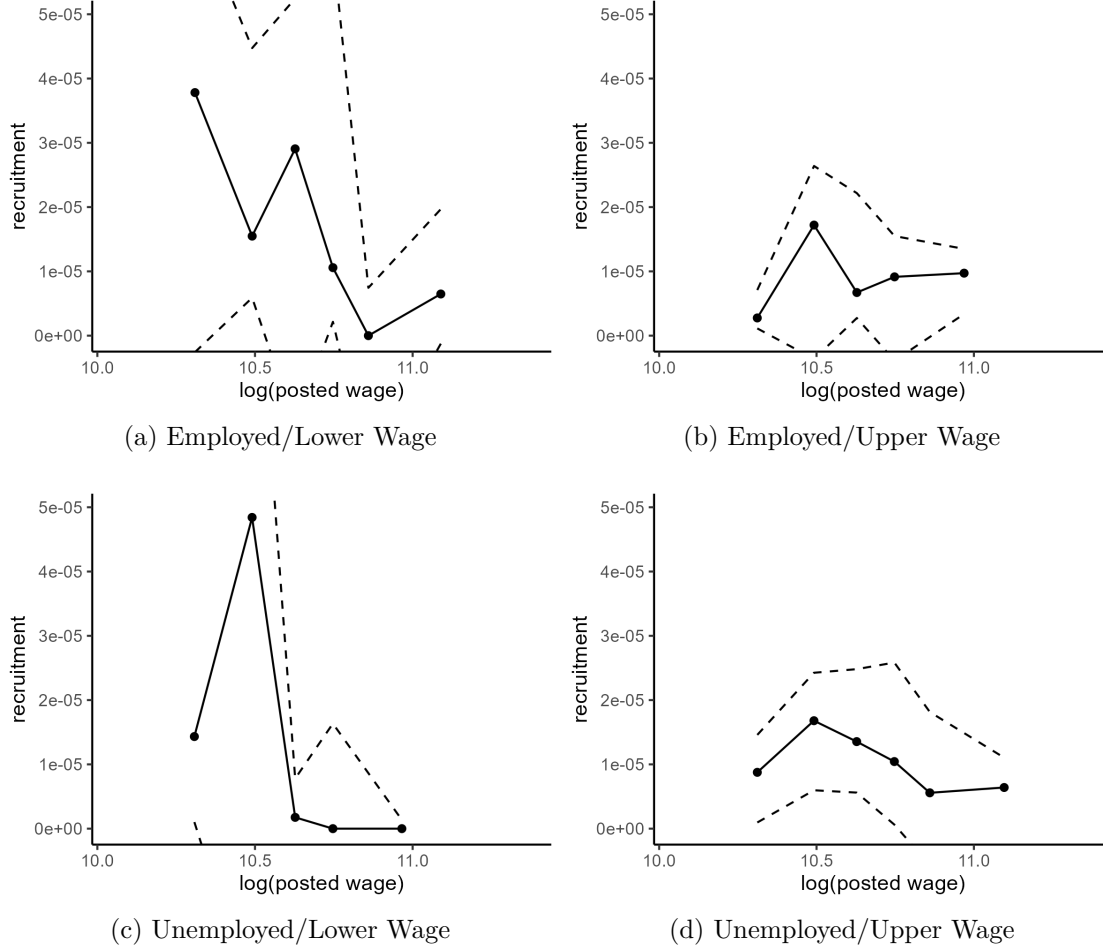 5e-05
4e-05
3e-05
2e-05
1e-05
0e+00
recruitment
10.0 10.5 11.0
log(posted wage)
(a) Employed/Lower Wage
5e-05
4e-05
3e-05
2e-05
1e-05
0e+00
recruitment
10.0 10.5 11.0
log(posted wage)
(b) Employed/Upper Wage
5e-05
4e-05
3e-05
2e-05
1e-05
0e+00
recruitment
10.0 10.5 11.0
log(posted wage)
(c) Unemployed/Lower Wage
5e-05
4e-05
3e-05
2e-05
1e-05
0e+00
recruitment
10.0 10.5 11.0
log(posted wage)
(d) Unemployed/Upper Wage